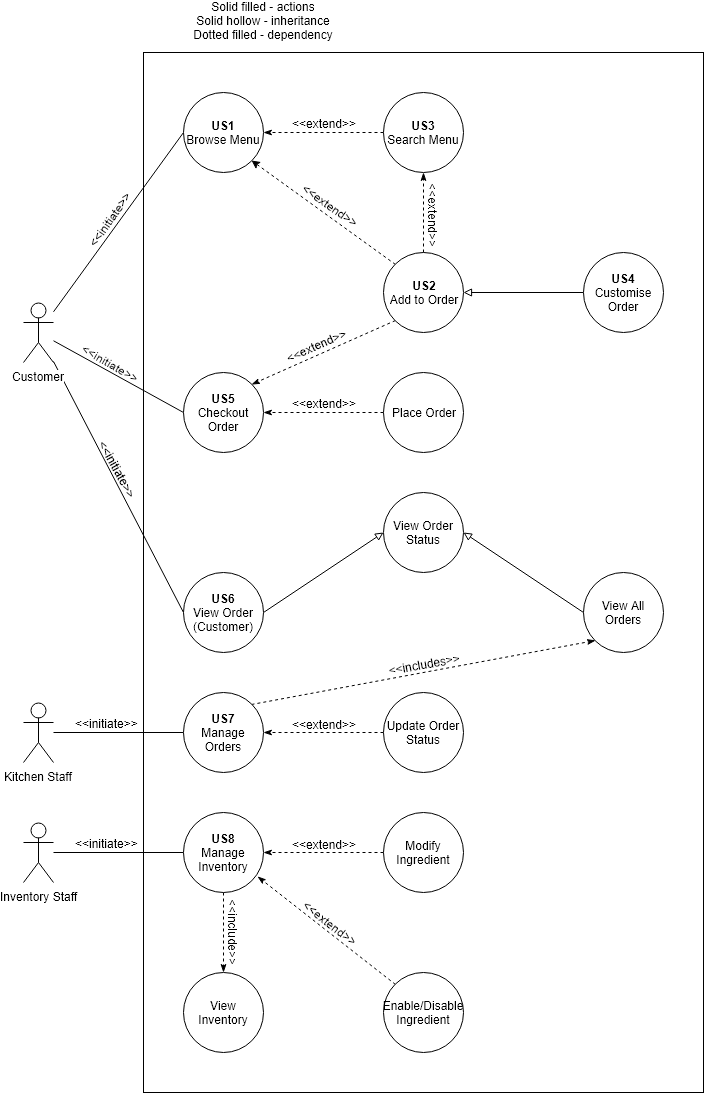 Solid filled - actions
Solid hollow - inheritance
Dotted filled - dependency
US1
Browse Menu
<<extend>>
US3
Search Menu
<<initiate>>
<<extend>>
<<extend>>
US2
Add to Order
US4
Customise
Order
Customer
<<initiate>>
<<extend>>
US5
Checkout
Order
<<extend>>
Place Order
<<initiate>>
View Order
Status
US6
View Order
(Customer)
View All
Orders
<<includes>>
Kitchen Staff
<<initiate>>
US7
Manage
Orders
<<extend>>
Update Order
Status
Inventory Staff
<<initiate>>
US8
Manage
Inventory
<<extend>>
Modify
Ingredient
<<include>>
<<extend>>
View
Inventory
Enable/Disable
Ingredient